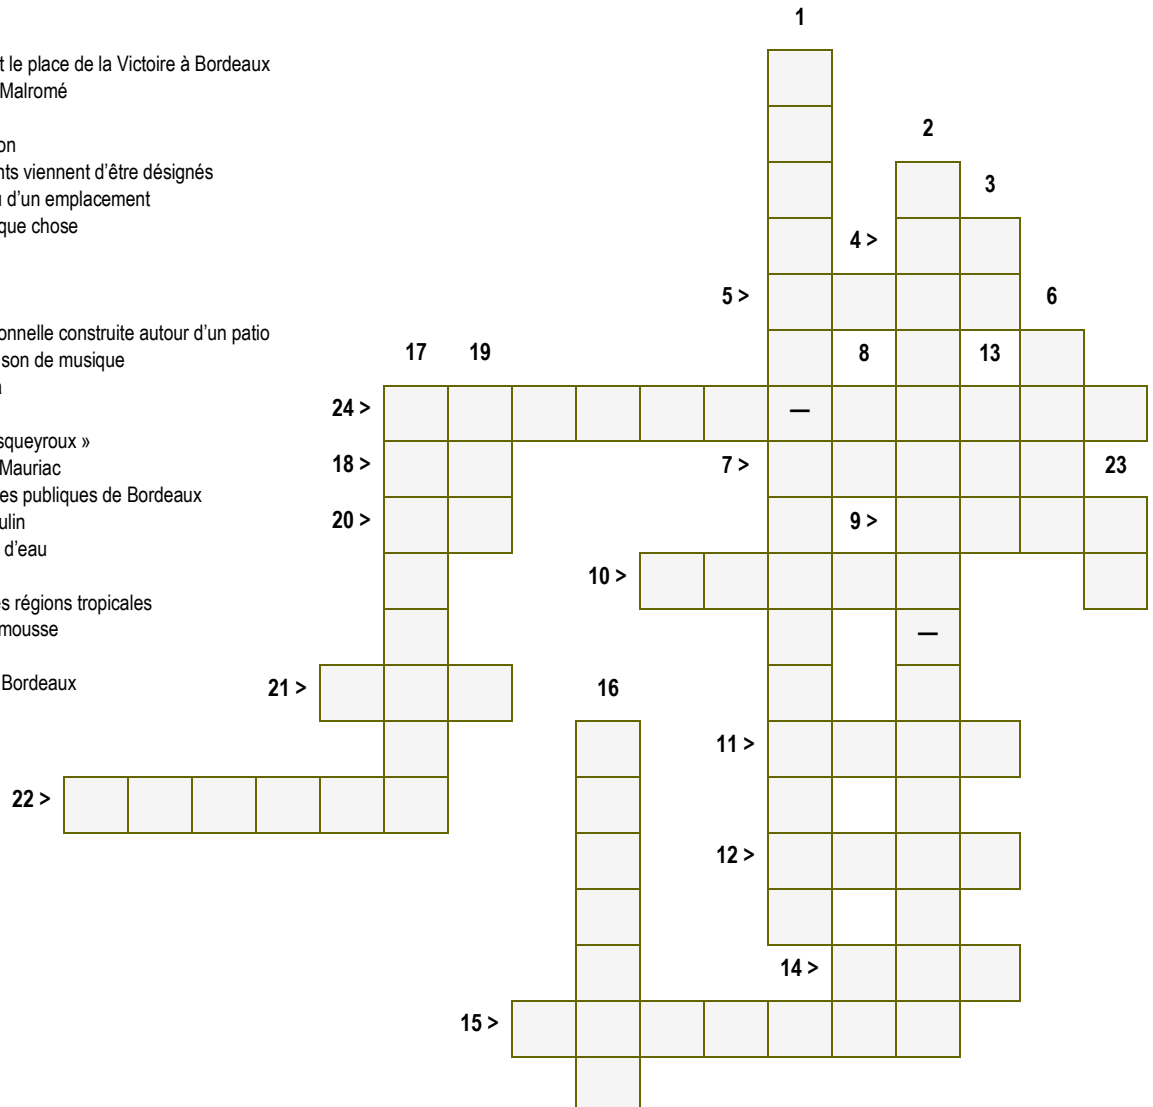 1
t le place de la Victoire à Bordeaux
Malromé
2
on
nts viennent d'être désignés
3
u d'un emplacement
que chose
4 >
5 >
6
onnelle construite autour d'un patio
17
19
8
13
son de musique
24 >
—
squeyroux »
18 >
7 >
23
Mauriac
es publiques de Bordeaux
20 >
9 >
ulin
d'eau
10 >
es régions tropicales
mousse
—
Bordeaux
21 >
16
11 >
22 >
12 >
14 >
15 >